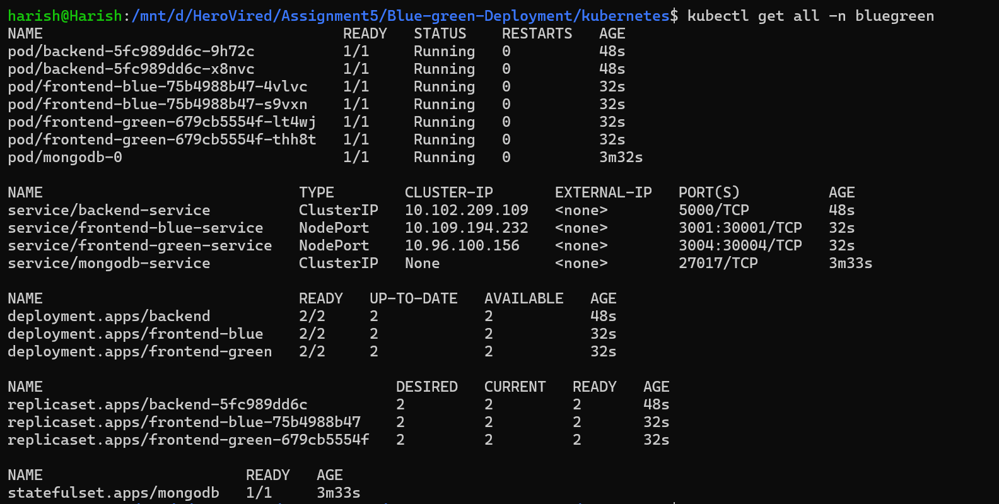 harish@Harish:/mnt/d/HeroVired/Assignment5/Blue-green-Deployment/kubernetes$ kubectl get all -n bluegreen
NAME                                  READY   STATUS    RESTARTS   AGE
pod/backend-5fc989dd6c-9h72c          1/1     Running   0          48s
pod/backend-5fc989dd6c-x8nvc          1/1     Running   0          48s
pod/frontend-blue-75b4988b47-4vlvc    1/1     Running   0          32s
pod/frontend-blue-75b4988b47-s9vxn    1/1     Running   0          32s
pod/frontend-green-679cb5554f-lt4wj   1/1     Running   0          32s
pod/frontend-green-679cb5554f-thh8t   1/1     Running   0          32s
pod/mongodb-0                         1/1     Running   0          3m32s

NAME                             TYPE        CLUSTER-IP       EXTERNAL-IP   PORT(S)          AGE
service/backend-service          ClusterIP   10.102.209.109   <none>        5000/TCP         48s
service/frontend-blue-service    NodePort    10.109.194.232   <none>        3001:30001/TCP   32s
service/frontend-green-service   NodePort    10.96.100.156    <none>        3004:30004/TCP   32s
service/mongodb-service          ClusterIP   None             <none>        27017/TCP        3m33s

NAME                             READY   UP-TO-DATE   AVAILABLE   AGE
deployment.apps/backend          2/2     2            2           48s
deployment.apps/frontend-blue    2/2     2            2           32s
deployment.apps/frontend-green   2/2     2            2           32s

NAME                                        DESIRED   CURRENT   READY   AGE
replicaset.apps/backend-5fc989dd6c          2         2         2       48s
replicaset.apps/frontend-blue-75b4988b47    2         2         2       32s
replicaset.apps/frontend-green-679cb5554f   2         2         2       32s

NAME                       READY   AGE
statefulset.apps/mongodb   1/1     3m33s